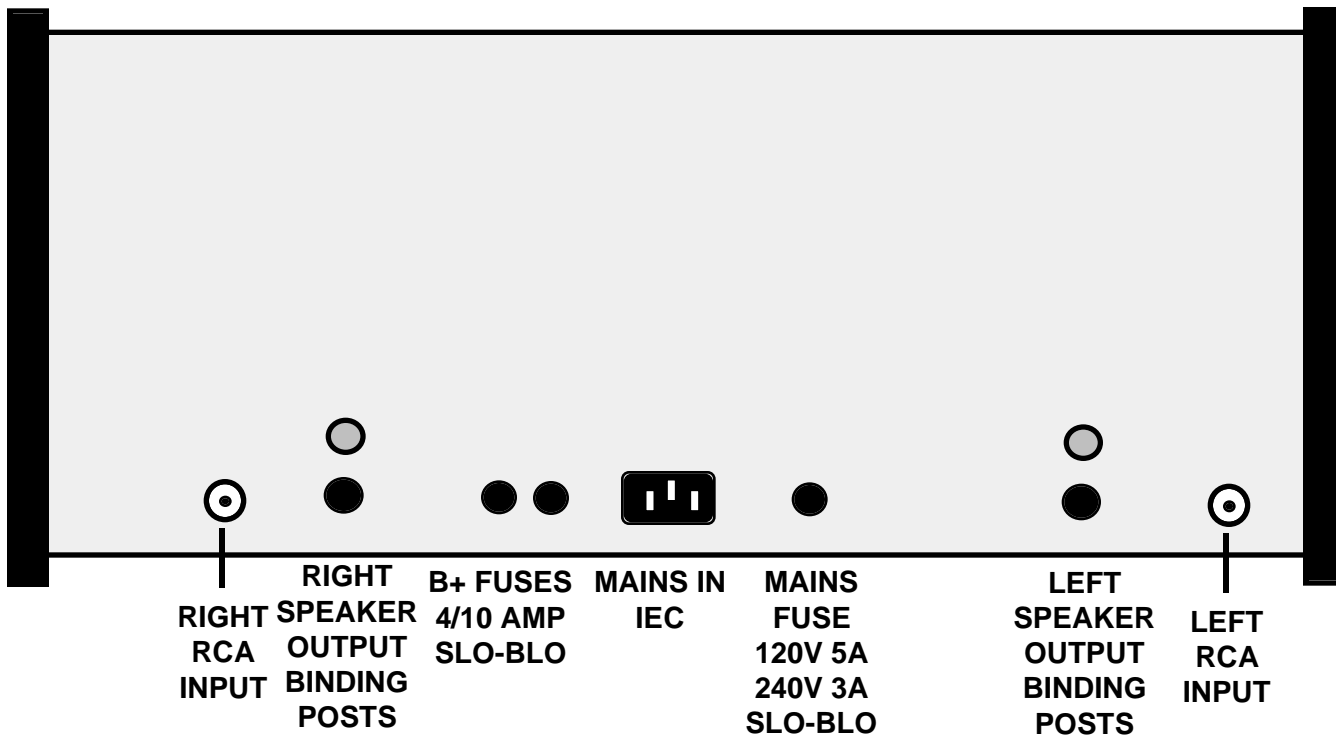 RIGHT
RCA
INPUT
RIGHT
SPEAKER
OUTPUT
BINDING
POSTS
B+ FUSES
4/10 AMP
SLO-BLO
MAINS IN
IEC
MAINS
FUSE
120V 5A
240V 3A
SLO-BLO
LEFT
SPEAKER
OUTPUT
BINDING
POSTS
LEFT
RCA
INPUT